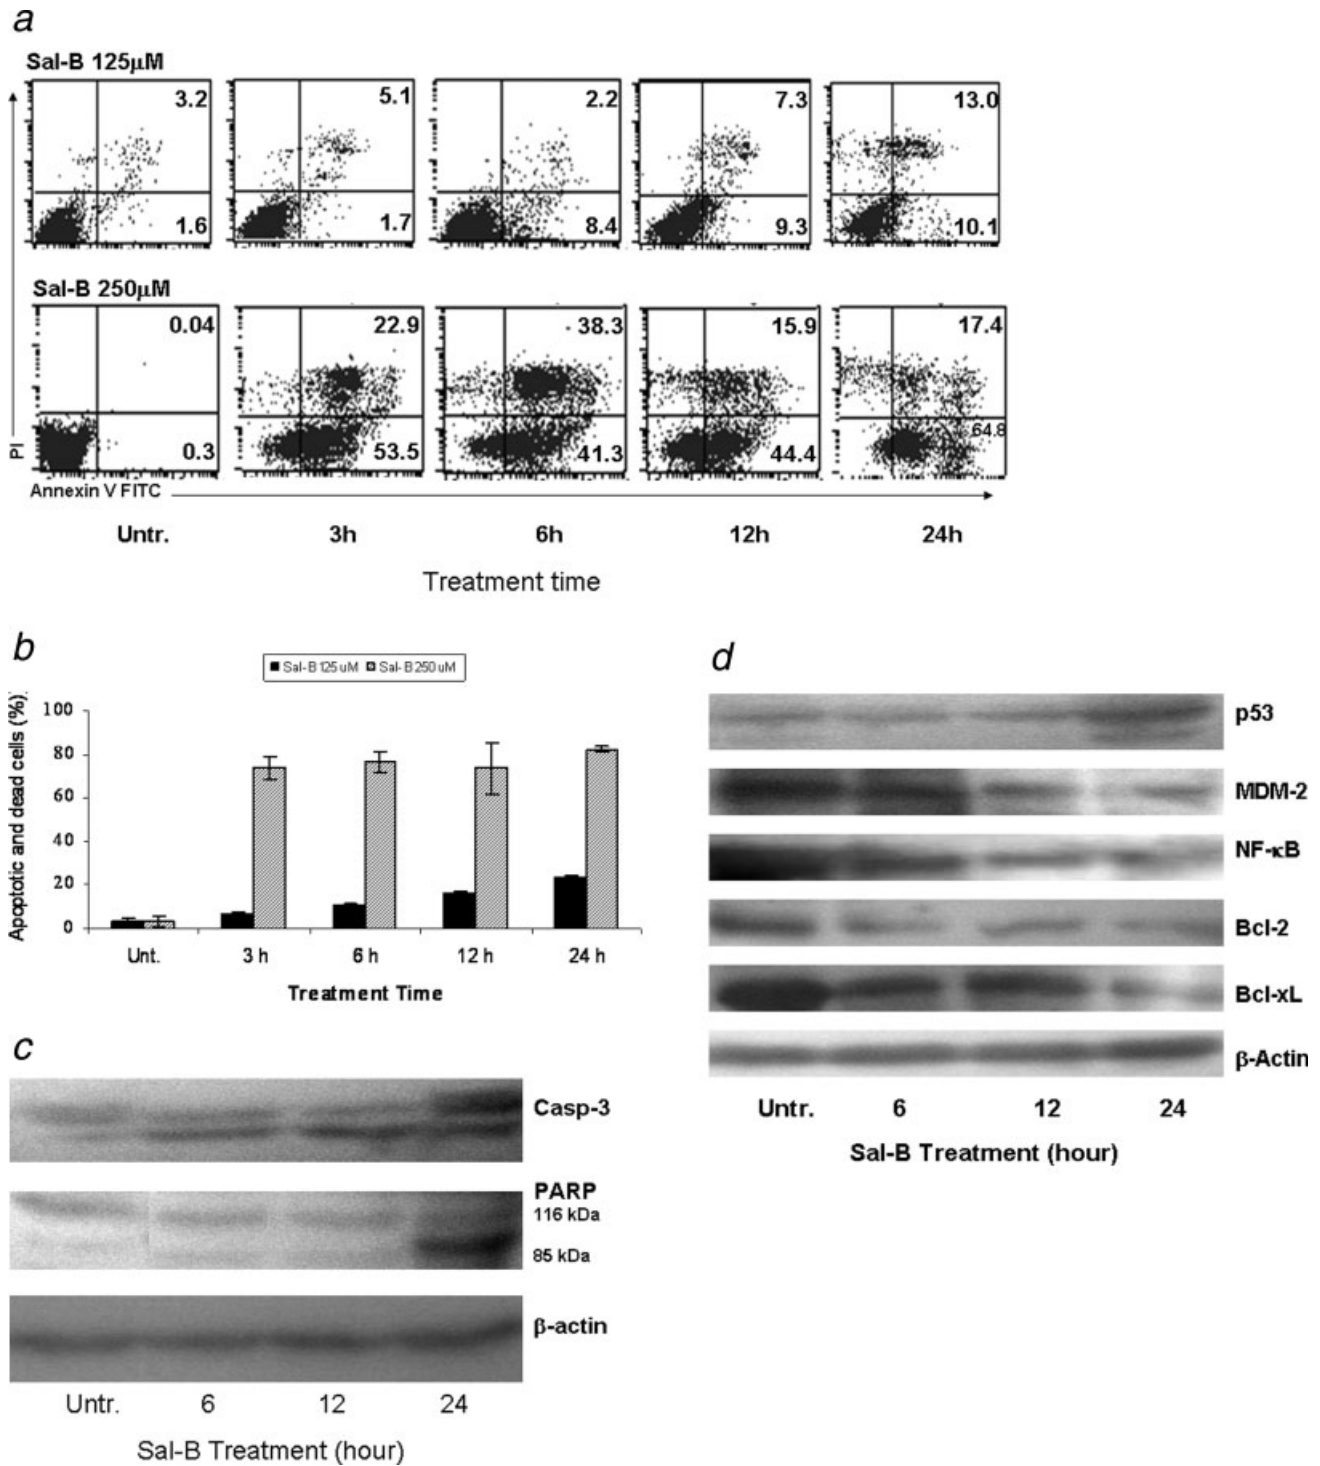 a
Sal-B 125μM
3.2 5.1 2.2 7.3 13.0
1.6 1.7 8.4 9.3 10.1
Sal-B 250μM
0.04 22.9 38.3 15.9 17.4
64.8
0.3 53.5 41.3 44.4
PI
Annexin V FITC
Untr. 3h 6h 12h 24h
Treatment time
b
Sal-B 125 uM Sal-B 250 uM
Apoptotic and dead cells (%)
100
80
60
40
20
0
Unt. 3 h 6 h 12 h 24 h
Treatment Time
c
Casp-3
PARP
116 kDa
85 kDa
β-actin
Untr. 6 12 24
Sal-B Treatment (hour)
d
p53
MDM-2
NF-κB
Bcl-2
Bcl-xL
β-Actin
Untr. 6 12 24
Sal-B Treatment (hour)